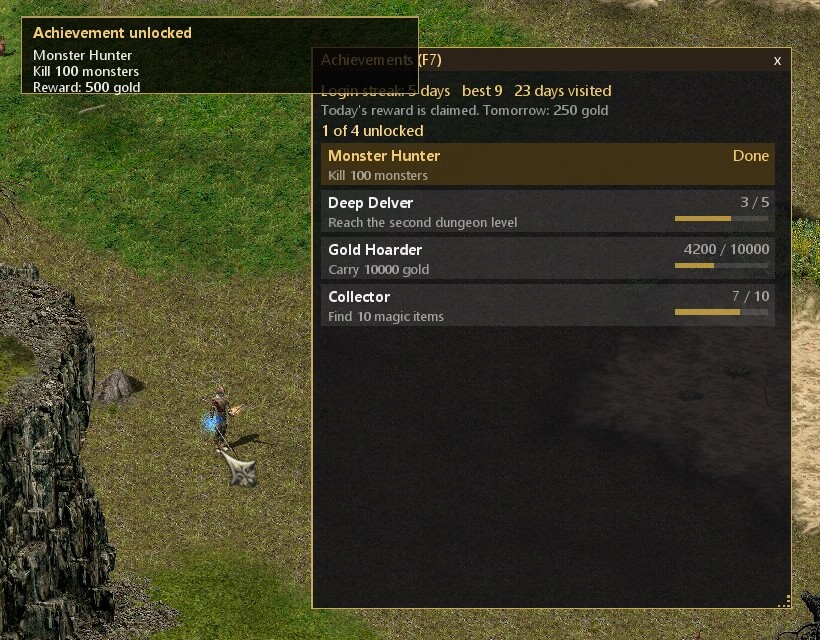 Achievement unlocked
Monster Hunter
Kill 100 monsters
Reward: 500 gold
Achievements (F7)
x
Login streak: 5 days best 9 23 days visited
Today's reward is claimed. Tomorrow: 250 gold
1 of 4 unlocked
Monster Hunter Done
Kill 100 monsters
Deep Delver 3 / 5
Reach the second dungeon level
Gold Hoarder 4200 / 10000
Carry 10000 gold
Collector 7 / 10
Find 10 magic items